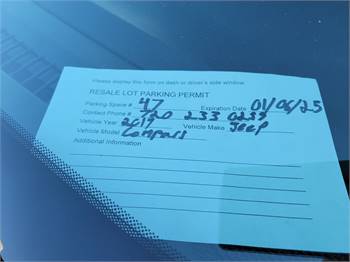 Please display this form on dash or driver's side window.
RESALE LOT PARKING PERMIT
Parking Space # 47 Expiration Date 01/06/25
Contact Phone # 720 233 0233
Vehicle Year 2017 Vehicle Make Jeep
Vehicle Model Compass
Additional Information